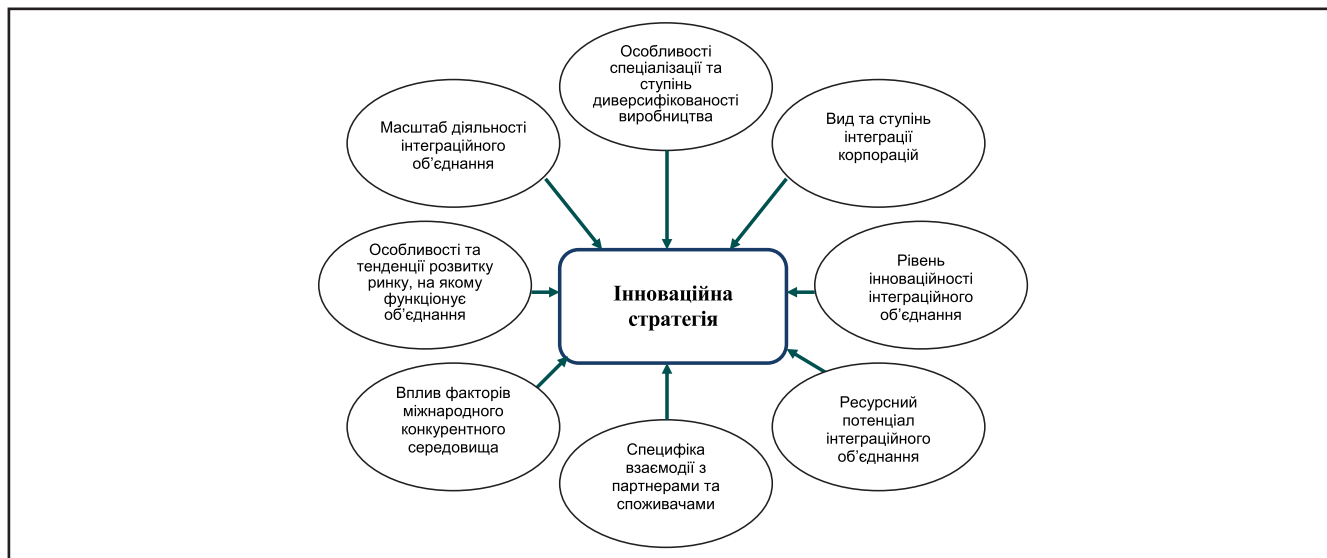 Особливості
спеціалізації та
ступінь
диверсифікованості
виробництва
Масштаб діяльності
інтеграційного
об’єднання
Вид та ступінь
інтеграції
корпорацій
Особливості та
тенденції розвитку
ринку, на якому
функціонує
об’єднання
Інноваційна
стратегія
Рівень
інноваційності
інтеграційного
об’єднання
Вплив факторів
міжнародного
конкурентного
середовища
Специфіка
взаємодії з
партнерами та
споживачами
Ресурсний
потенціал
інтеграційного
об’єднання